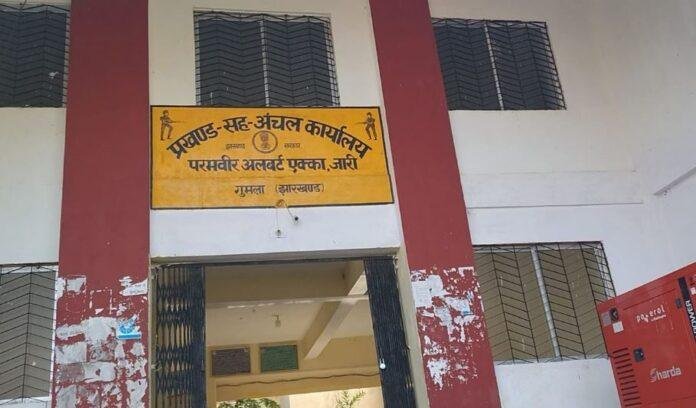 प्रखण्ड-सह-अंचल कार्यालय
झारखण्ड सरकार
परमवीर अलबर्ट एक्का, जारी
गुमला (झारखण्ड)
powerol
Sharda